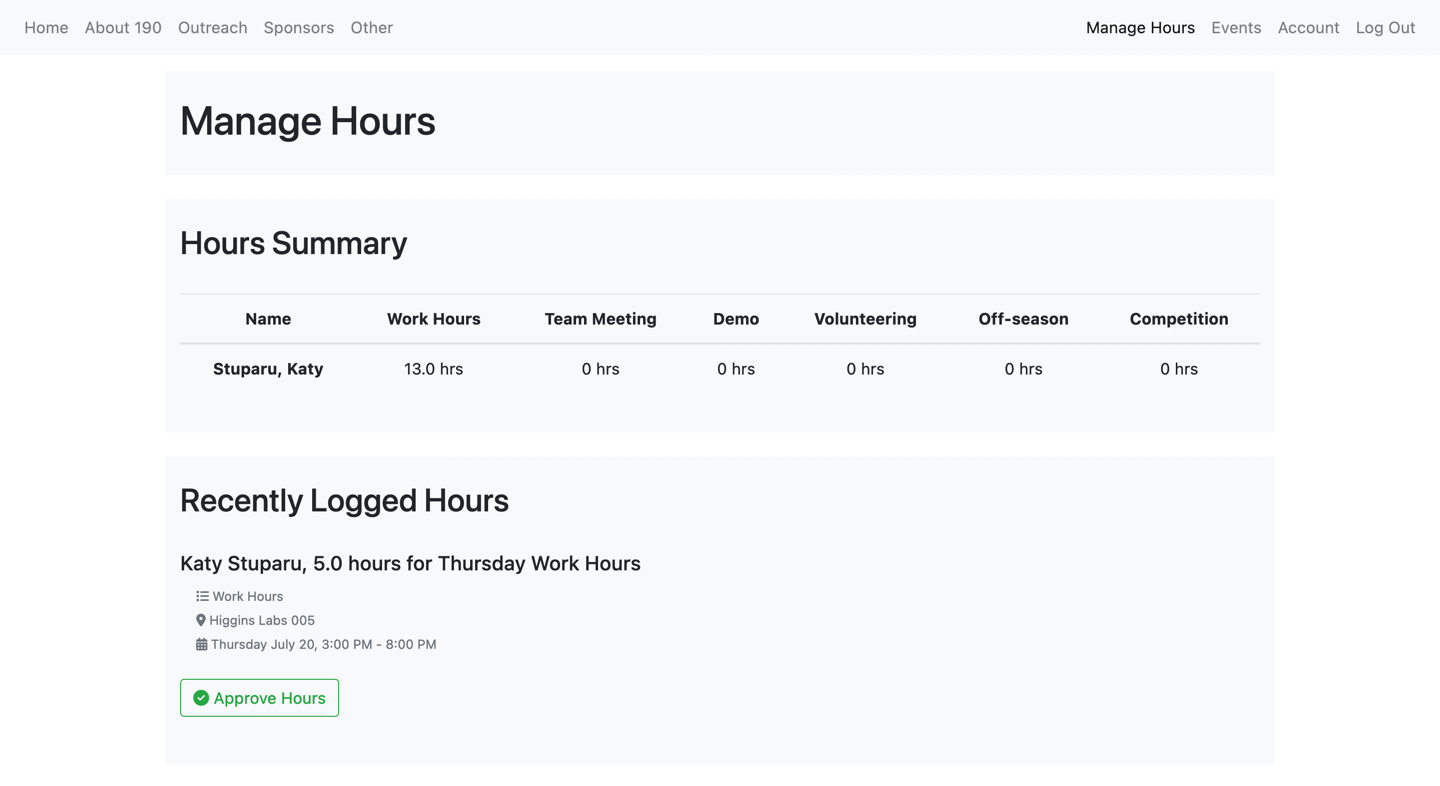 Home About 190 Outreach Sponsors Other Manage Hours Events Account Log Out
Manage Hours
Hours Summary
Name Work Hours Team Meeting Demo Volunteering Off-season Competition
Stuparu, Katy 13.0 hrs 0 hrs 0 hrs 0 hrs 0 hrs 0 hrs
Recently Logged Hours
Katy Stuparu, 5.0 hours for Thursday Work Hours
Work Hours
Higgins Labs 005
Thursday July 20, 3:00 PM - 8:00 PM
Approve Hours